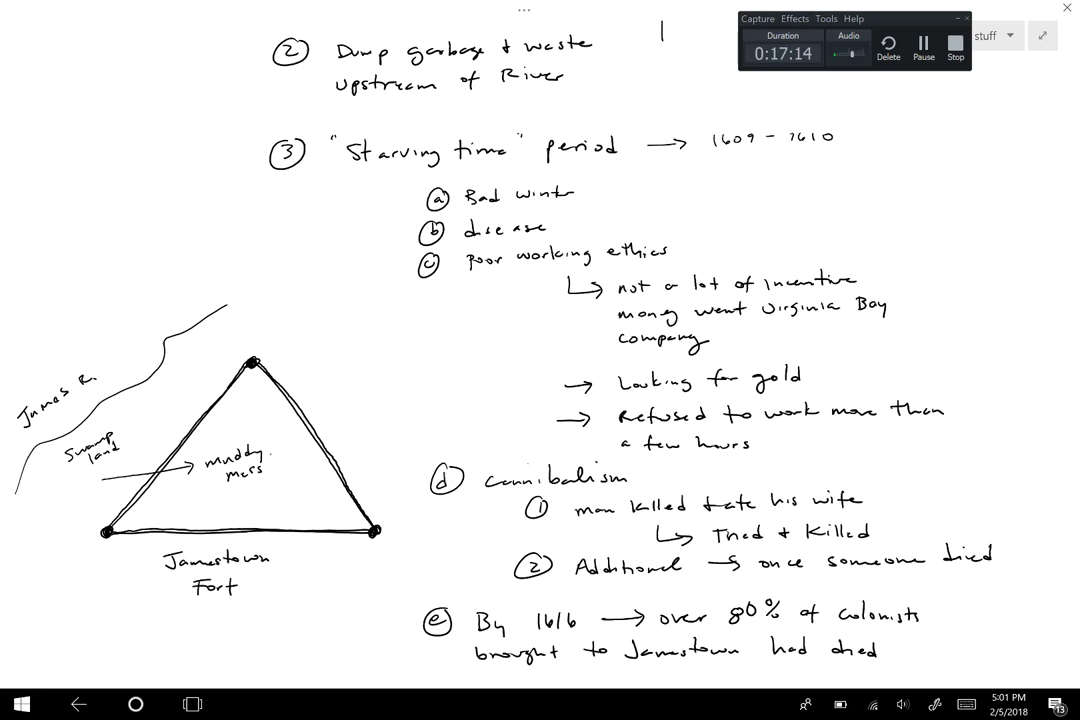 ...
Capture Effects Tools Help
Duration
0:17:14
Audio
Delete
Pause
Stop
stuff
② Dump garbage + waste
upstream of River
③ "Starving time" period → 1609 - 1610
ⓐ Bad winter
ⓑ disease
ⓒ Poor working ethics
↳ not a lot of incentive
money went Virginia Bay
company
→ Looking for gold
→ Refused to work more than
a few hours
ⓓ Cannibalism
① man killed + ate his wife
↳ Tried + Killed
② Additional → once someone died
ⓔ By 1616 → over 80% of colonists
brought to Jamestown had died
James R.
Swamp
land
muddy
mess
Jamestown
Fort
5:01 PM
2/5/2018
13